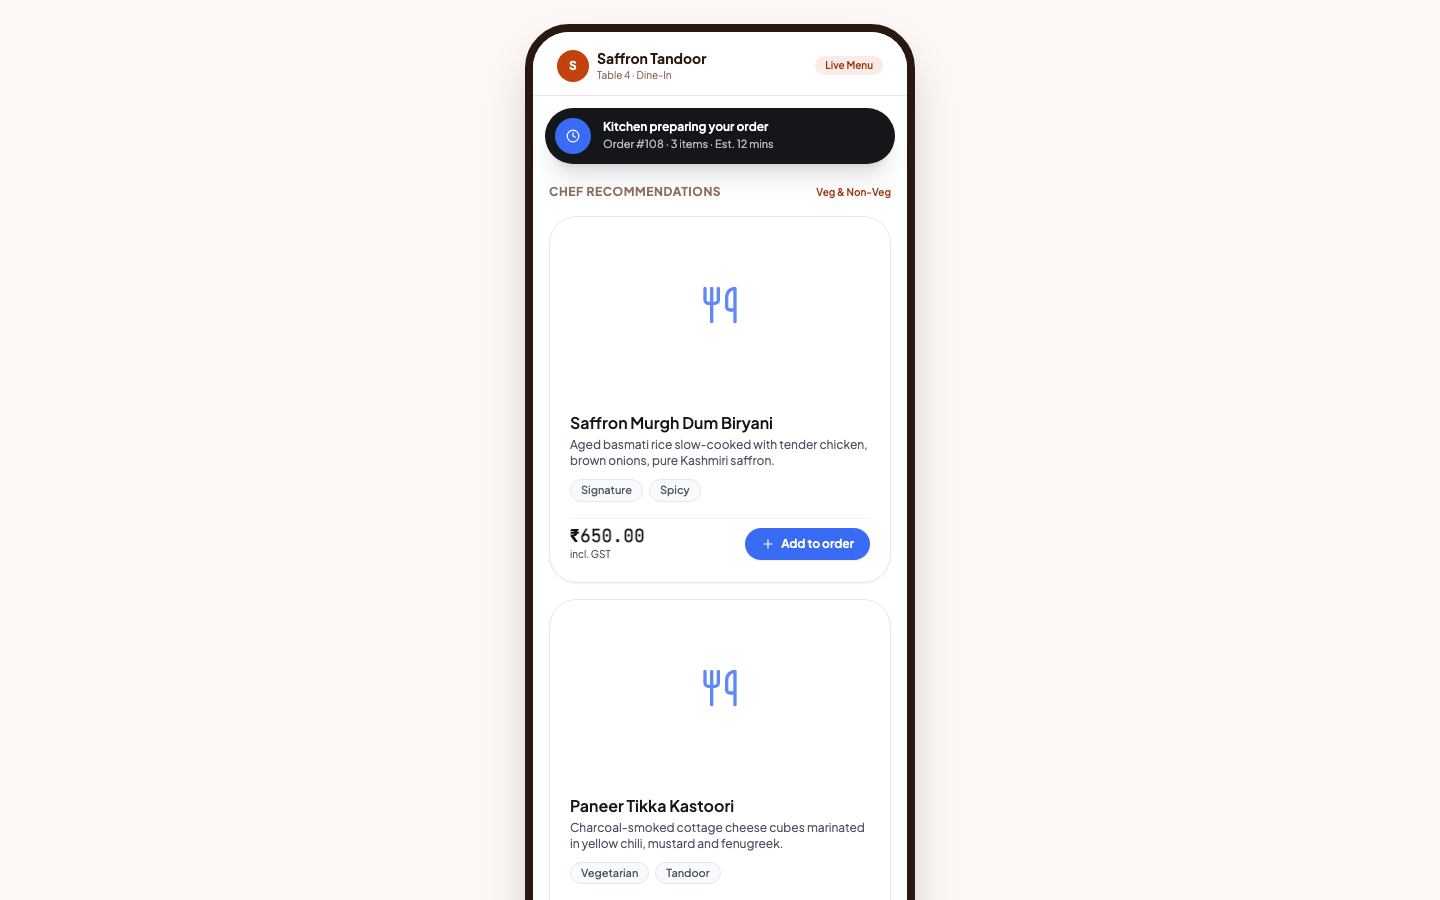 S
Saffron Tandoor
Table 4 · Dine-In
Live Menu
Kitchen preparing your order
Order #108 · 3 items · Est. 12 mins
CHEF RECOMMENDATIONS
Veg & Non-Veg
Saffron Murgh Dum Biryani
Aged basmati rice slow-cooked with tender chicken,
brown onions, pure Kashmiri saffron.
Signature
Spicy
₹650.00
incl. GST
Add to order
Paneer Tikka Kastoori
Charcoal-smoked cottage cheese cubes marinated
in yellow chili, mustard and fenugreek.
Vegetarian
Tandoor